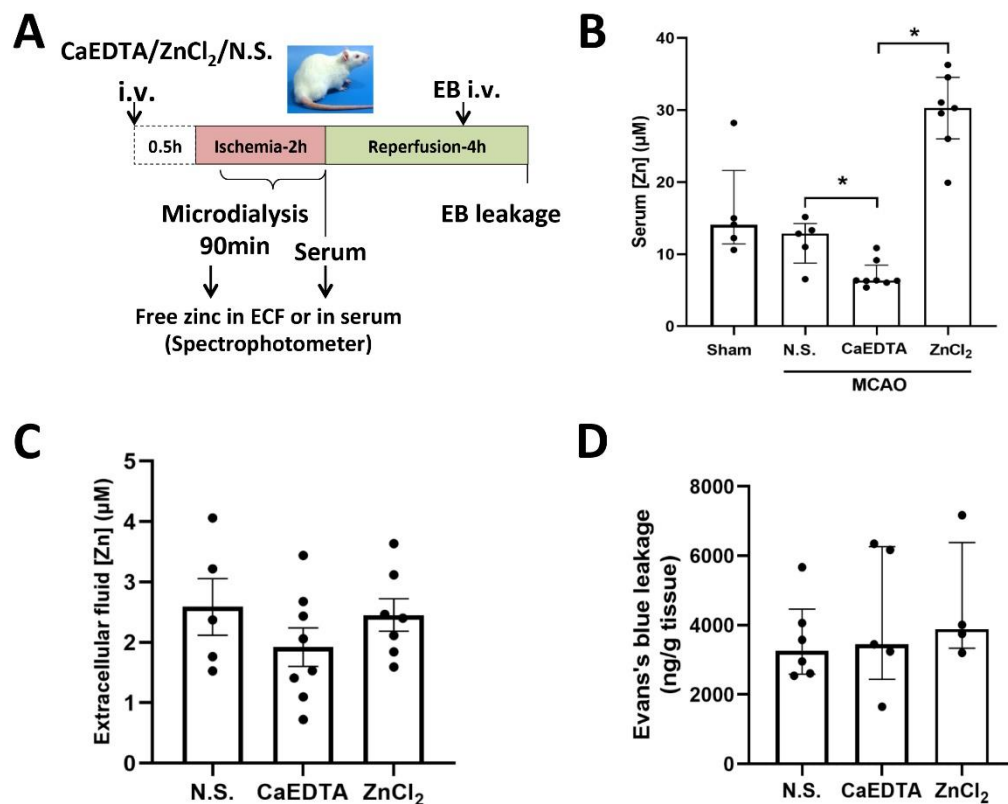 A
CaEDTA/ZnCl₂/N.S.
i.v.
EB i.v.
0.5h
Ischemia-2h
Reperfusion-4h
Microdialysis
90min
Serum
EB leakage
Free zinc in ECF or in serum
(Spectrophotometer)
B
Serum [Zn] (μM)
40
30
20
10
0
*
*
Sham
N.S.
CaEDTA
ZnCl₂
MCAO
C
Extracellular fluid [Zn] (μM)
5
4
3
2
1
0
N.S.
CaEDTA
ZnCl₂
D
Evans's blue leakage
(ng/g tissue)
8000
6000
4000
2000
0
N.S.
CaEDTA
ZnCl₂